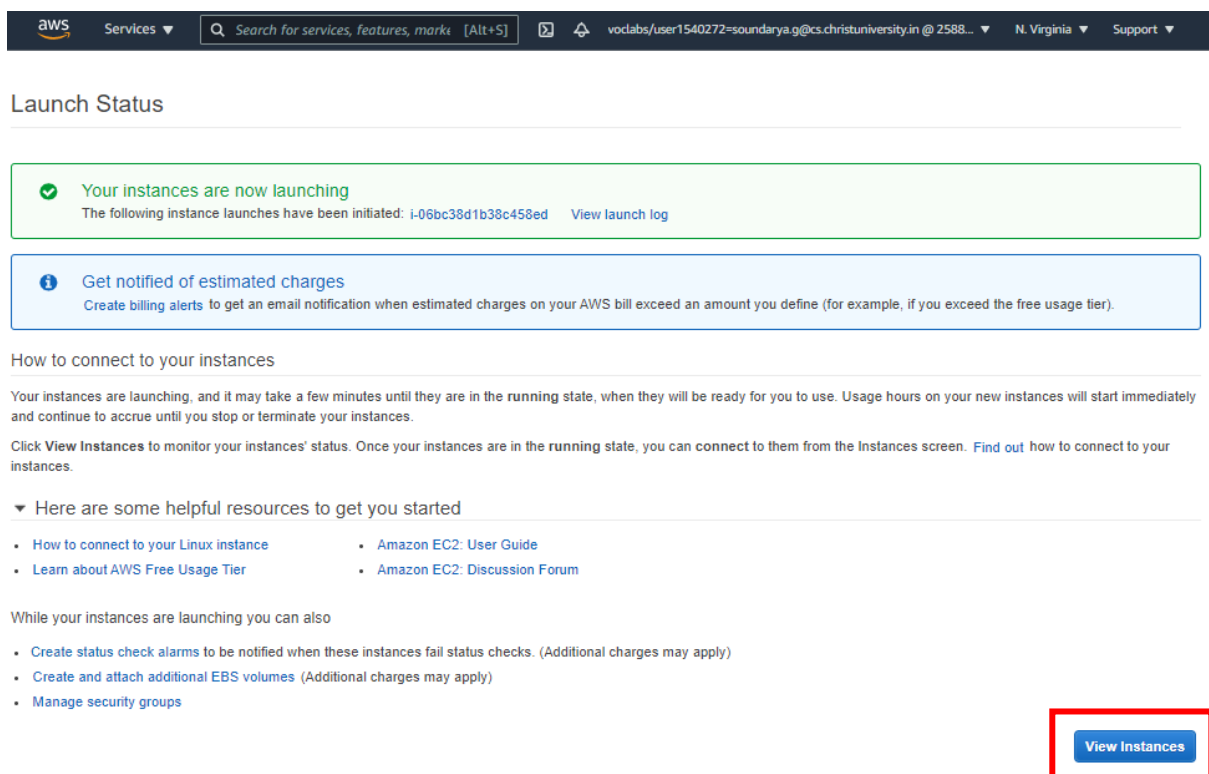 aws Services ▼ Search for services, features, marke [Alt+S] voclabs/user1540272=soundarya.g@cs.christuniversity.in @ 2588... ▼ N. Virginia ▼ Support ▼
Launch Status
Your instances are now launching
The following instance launches have been initiated: i-06bc38d1b38c458ed View launch log
Get notified of estimated charges
Create billing alerts to get an email notification when estimated charges on your AWS bill exceed an amount you define (for example, if you exceed the free usage tier).
How to connect to your instances
Your instances are launching, and it may take a few minutes until they are in the running state, when they will be ready for you to use. Usage hours on your new instances will start immediately
and continue to accrue until you stop or terminate your instances.
Click View Instances to monitor your instances' status. Once your instances are in the running state, you can connect to them from the Instances screen. Find out how to connect to your
instances.
▼ Here are some helpful resources to get you started
• How to connect to your Linux instance
• Learn about AWS Free Usage Tier
• Amazon EC2: User Guide
• Amazon EC2: Discussion Forum
While your instances are launching you can also
• Create status check alarms to be notified when these instances fail status checks. (Additional charges may apply)
• Create and attach additional EBS volumes (Additional charges may apply)
• Manage security groups
View Instances